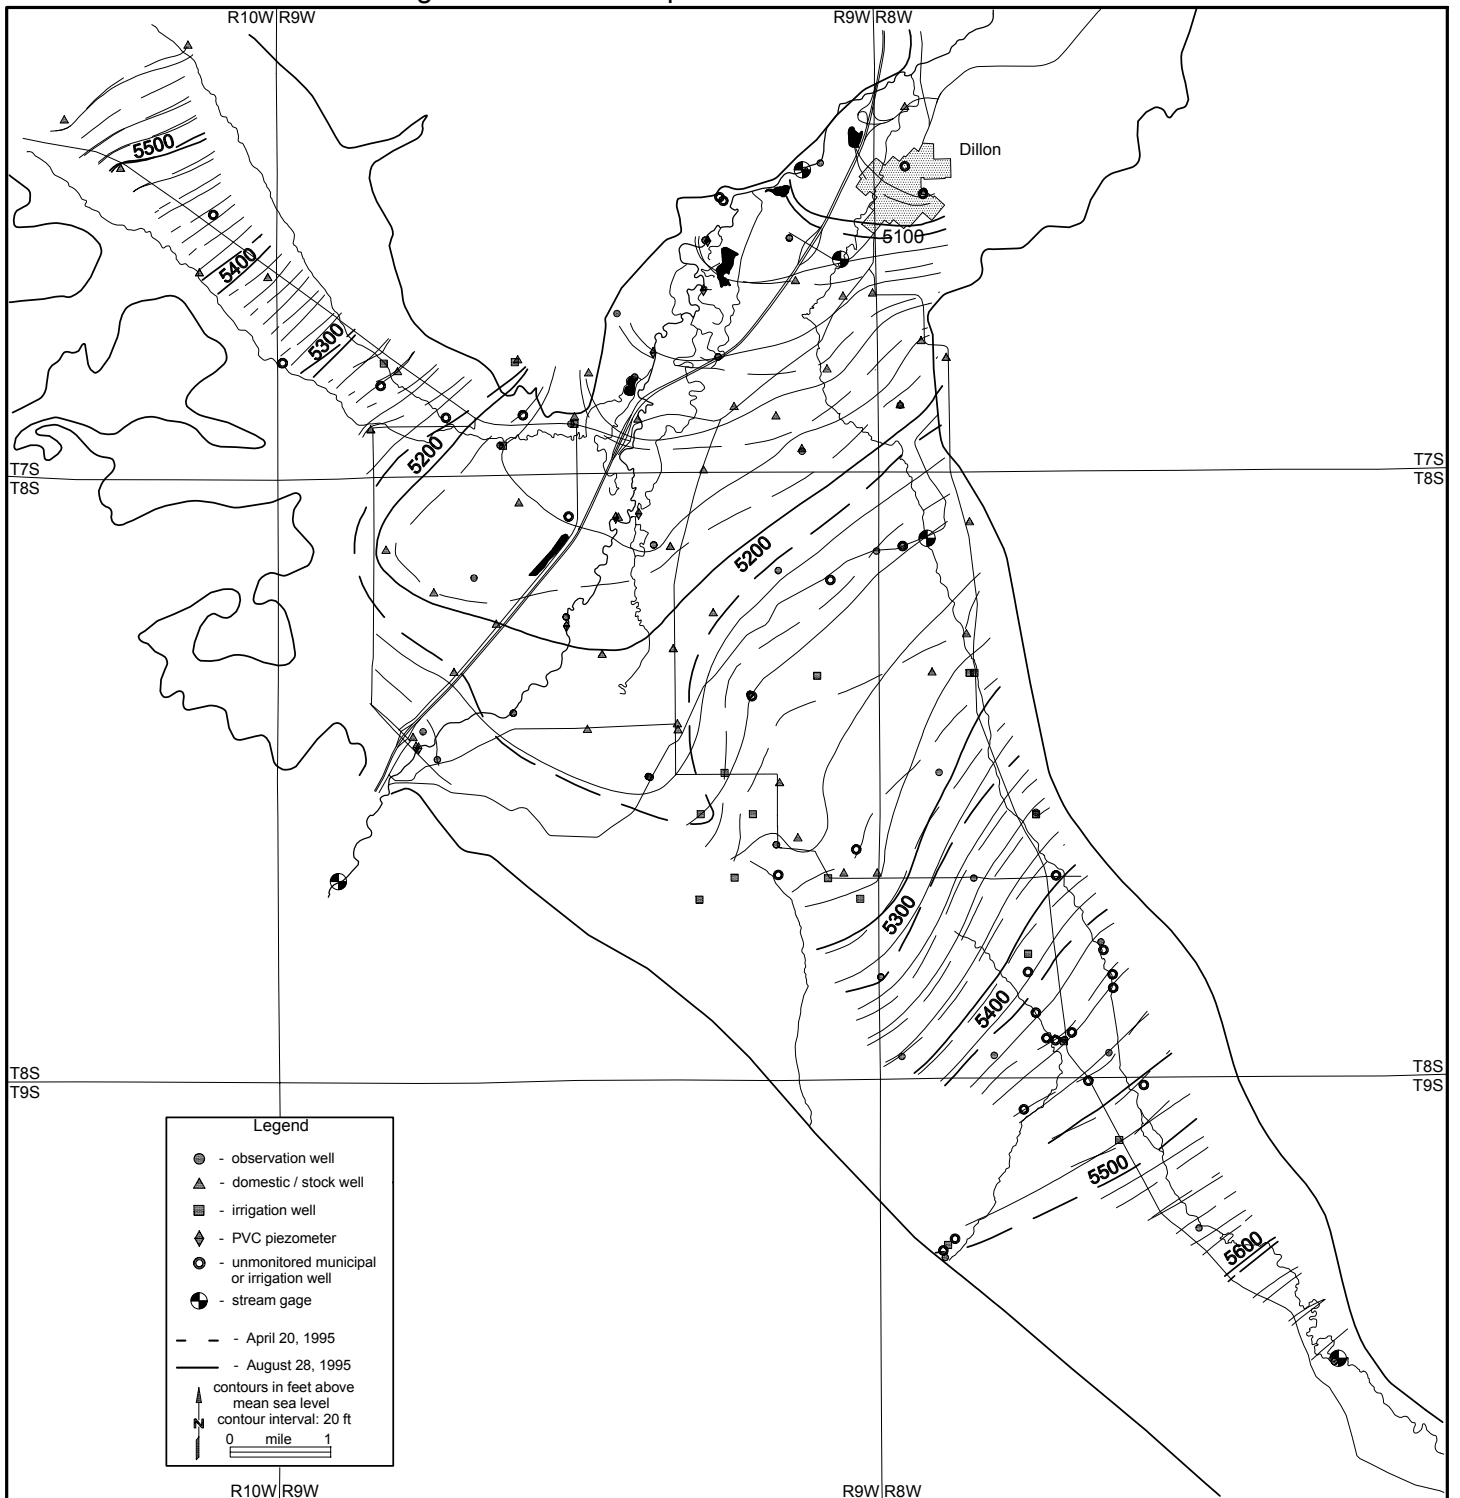 R10W R9W
R9W R8W
Dillon
5500
5100
5400
5300
5200
T7S
T8S
T7S
T8S
5200
5300
5400
T8S
T9S
T8S
T9S
5500
5600
Legend
- observation well
- domestic / stock well
- irrigation well
- PVC piezometer
- unmonitored municipal
or irrigation well
- stream gage
- April 20, 1995
- August 28, 1995
contours in feet above
mean sea level
N
contour interval: 20 ft
0 mile 1
R10W R9W
R9W R8W